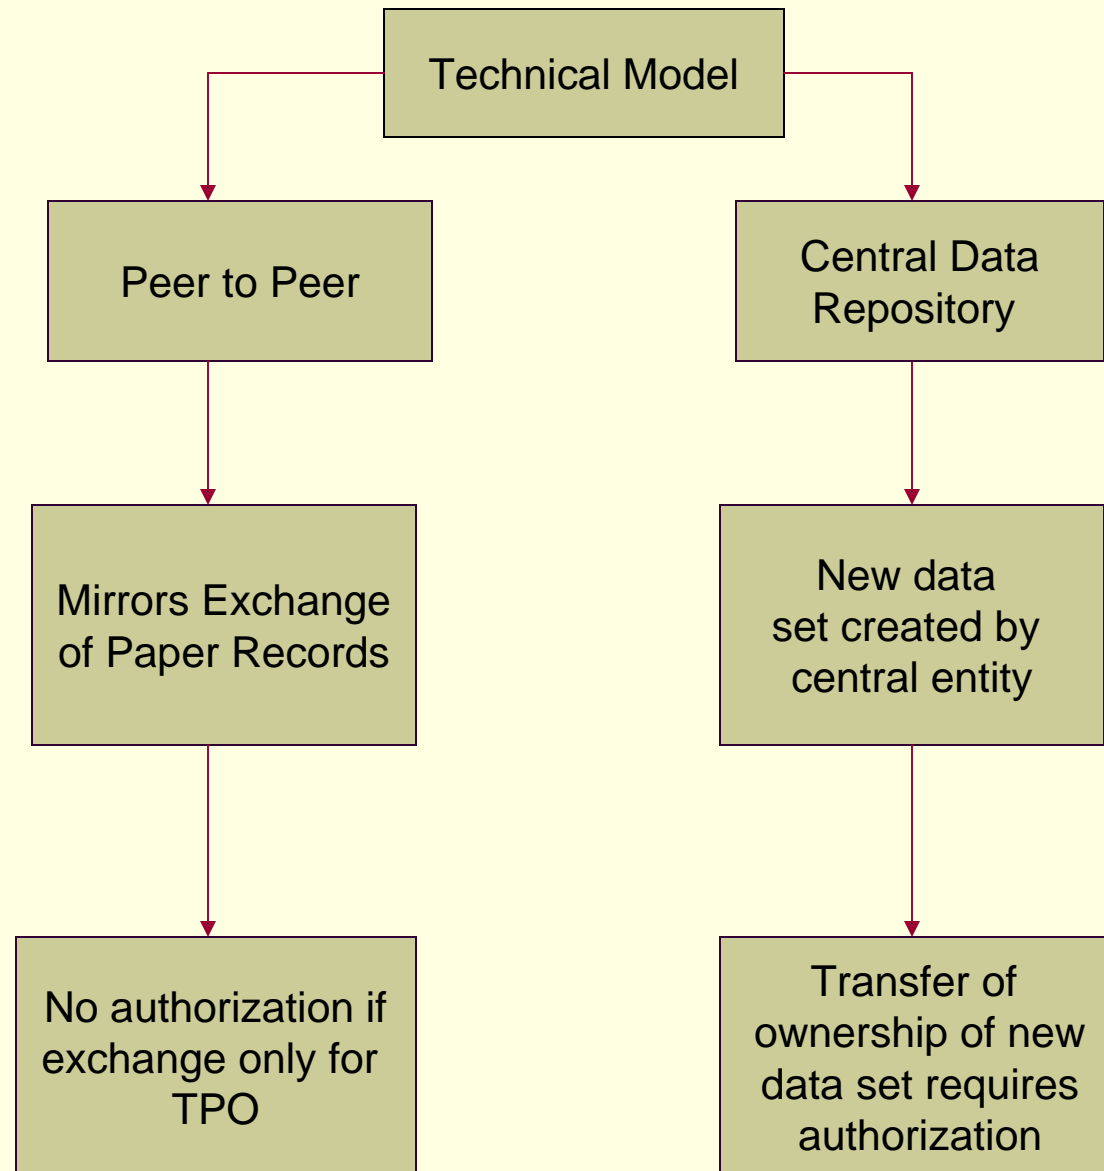 Technical Model
Peer to Peer
Central Data
Repository
Mirrors Exchange
of Paper Records
New data
set created by
central entity
No authorization if
exchange only for
TPO
Transfer of
ownership of new
data set requires
authorization